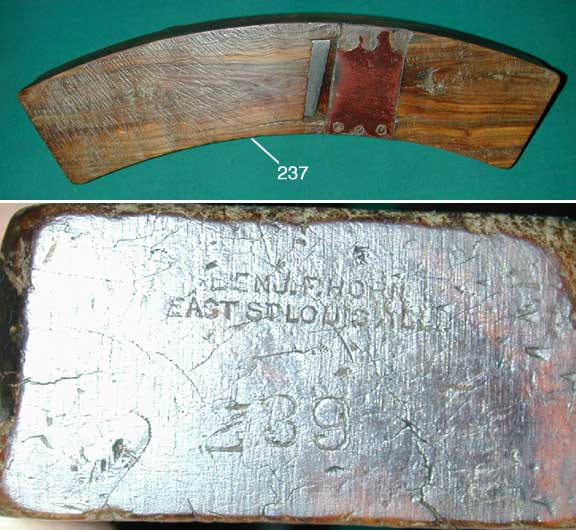 237
BENJ. F. HORN
EAST ST. LOUIS, ILL.
239